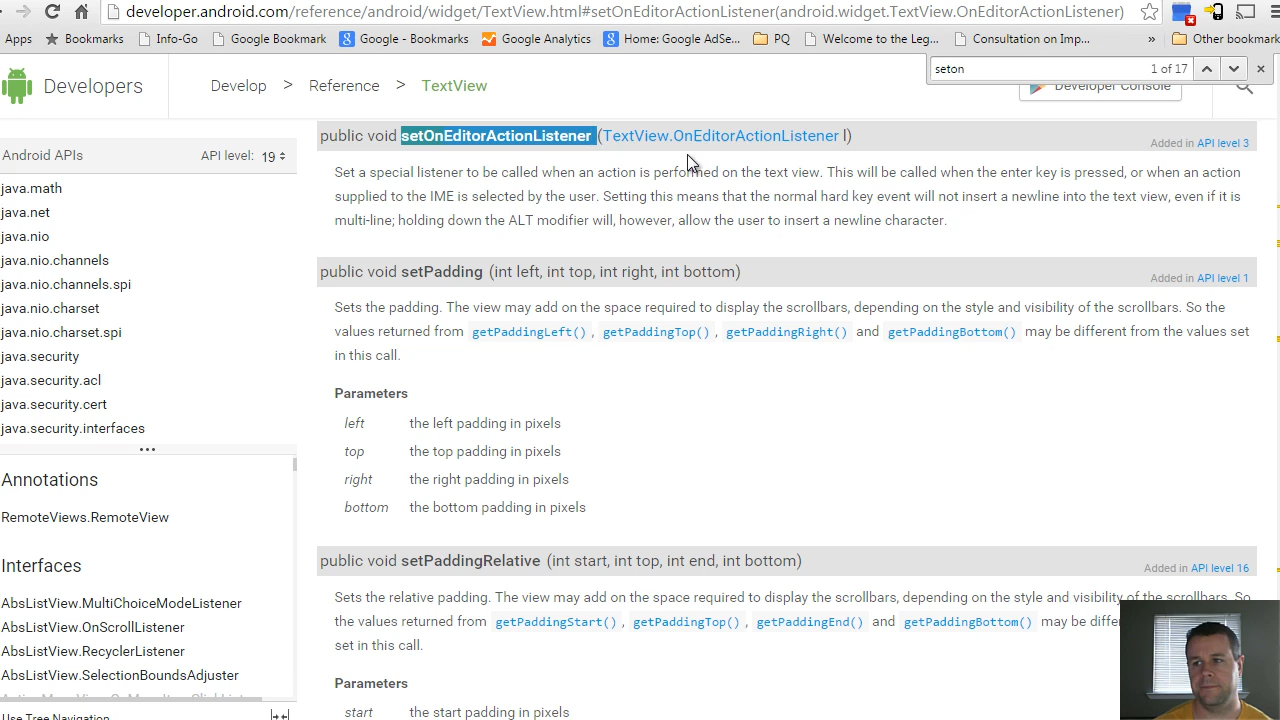 developer.android.com/reference/android/widget/TextView.html#setOnEditorActionListener(android.widget.TextView.OnEditorActionListener)
Apps Bookmarks Info-Go Google Bookmark Google - Bookmarks Google Analytics Home: Google AdSe... PQ Welcome to the Leg... Consultation on Imp... » Other bookmark
seton 1 of 17
Developers Develop > Reference > TextView Developer Console
Android APIs API level: 19
java.math
java.net
java.nio
java.nio.channels
java.nio.channels.spi
java.nio.charset
java.nio.charset.spi
java.security
java.security.acl
java.security.cert
java.security.interfaces
Annotations
RemoteViews.RemoteView
Interfaces
AbsListView.MultiChoiceModeListener
AbsListView.OnScrollListener
AbsListView.RecyclerListener
AbsListView.SelectionBoundsAdjuster
Use Tree Navigation
public void setOnEditorActionListener (TextView.OnEditorActionListener l)
Added in API level 3
Set a special listener to be called when an action is performed on the text view. This will be called when the enter key is pressed, or when an action
supplied to the IME is selected by the user. Setting this means that the normal hard key event will not insert a newline into the text view, even if it is
multi-line; holding down the ALT modifier will, however, allow the user to insert a newline character.
public void setPadding (int left, int top, int right, int bottom)
Added in API level 1
Sets the padding. The view may add on the space required to display the scrollbars, depending on the style and visibility of the scrollbars. So the
values returned from getPaddingLeft(), getPaddingTop(), getPaddingRight() and getPaddingBottom() may be different from the values set
in this call.
Parameters
left the left padding in pixels
top the top padding in pixels
right the right padding in pixels
bottom the bottom padding in pixels
public void setPaddingRelative (int start, int top, int end, int bottom)
Added in API level 16
Sets the relative padding. The view may add on the space required to display the scrollbars, depending on the style and visibility of the scrollbars. So
the values returned from getPaddingStart(), getPaddingTop(), getPaddingEnd() and getPaddingBottom() may be diffe
set in this call.
Parameters
start the start padding in pixels